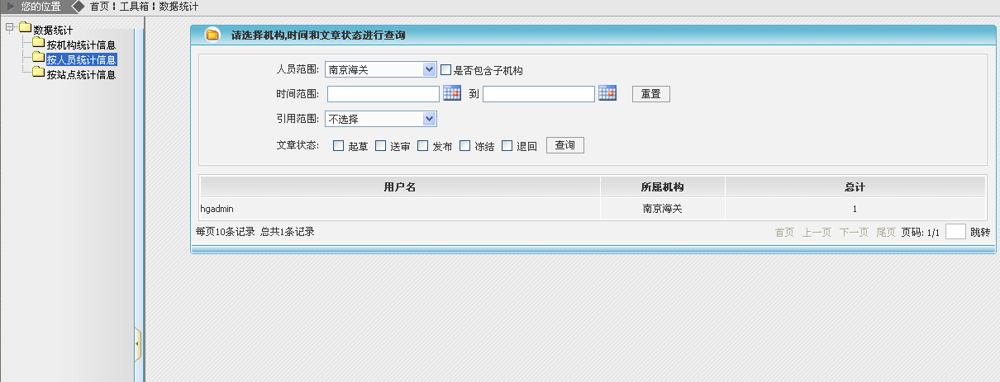 您的位置 首页 工具箱 数据统计
数据统计
按机构统计信息
按人员统计信息
按站点统计信息
请选择机构,时间和文章状态进行查询
人员范围: 南京海关 是否包含子机构
时间范围: 到 重置
引用范围: 不选择
文章状态: 起草 送审 发布 冻结 退回 查询
用户名 所属机构 总计
hgadmin 南京海关 1
每页10条记录 总共1条记录 首页 上一页 下一页 尾页 页码: 1/1 跳转